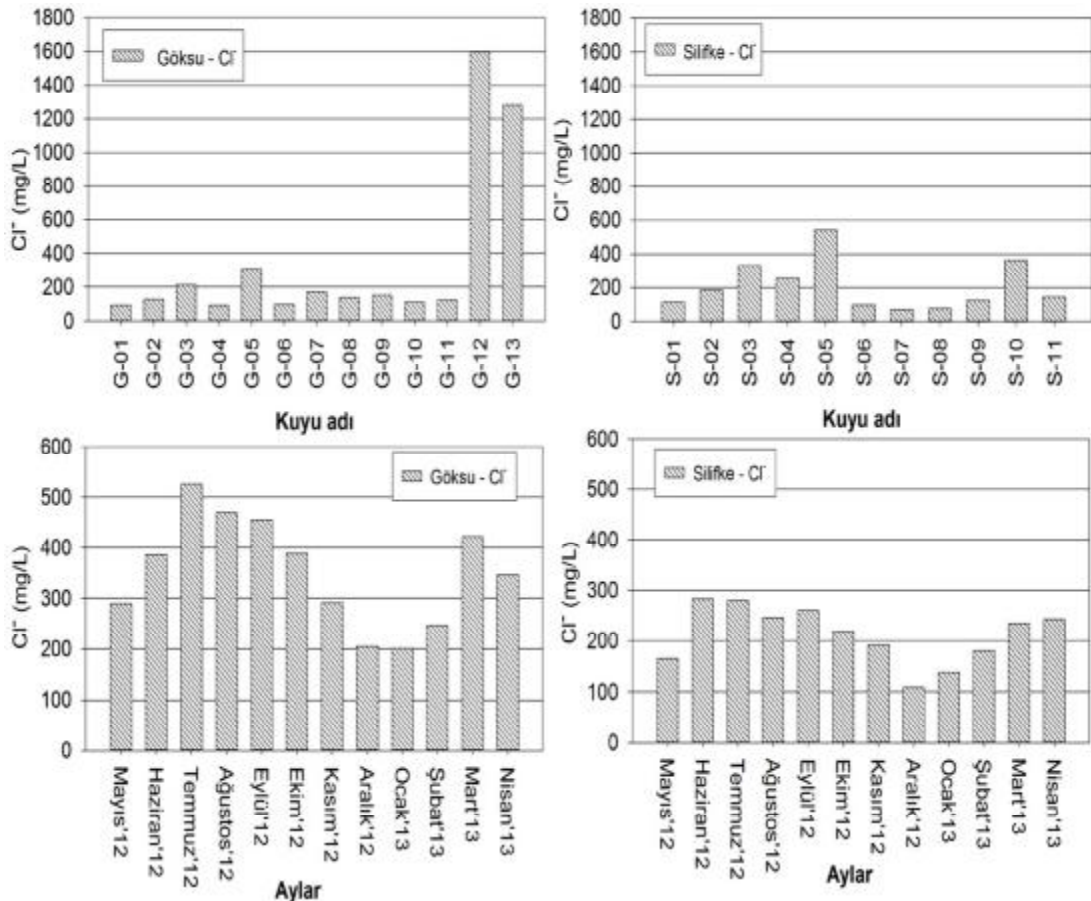 1800
1600
1400
1200
1000
800
600
400
200
0
Cl⁻ (mg/L)
Göksu - Cl⁻
G-01
G-02
G-03
G-04
G-05
G-06
G-07
G-08
G-09
G-10
G-11
G-12
G-13
Kuyu adı
1800
1600
1400
1200
1000
800
600
400
200
0
Cl⁻ (mg/L)
Silifke - Cl⁻
S-01
S-02
S-03
S-04
S-05
S-06
S-07
S-08
S-09
S-10
S-11
Kuyu adı
600
500
400
300
200
100
0
Cl⁻ (mg/L)
Göksu - Cl⁻
Mayıs'12
Haziran'12
Temmuz'12
Ağustos'12
Eylül'12
Ekim'12
Kasım'12
Aralık'12
Ocak'13
Şubat'13
Mart'13
Nisan'13
Aylar
600
500
400
300
200
100
0
Cl⁻ (mg/L)
Silifke - Cl⁻
Mayıs'12
Haziran'12
Temmuz'12
Ağustos'12
Eylül'12
Ekim'12
Kasım'12
Aralık'12
Ocak'13
Şubat'13
Mart'13
Nisan'13
Aylar